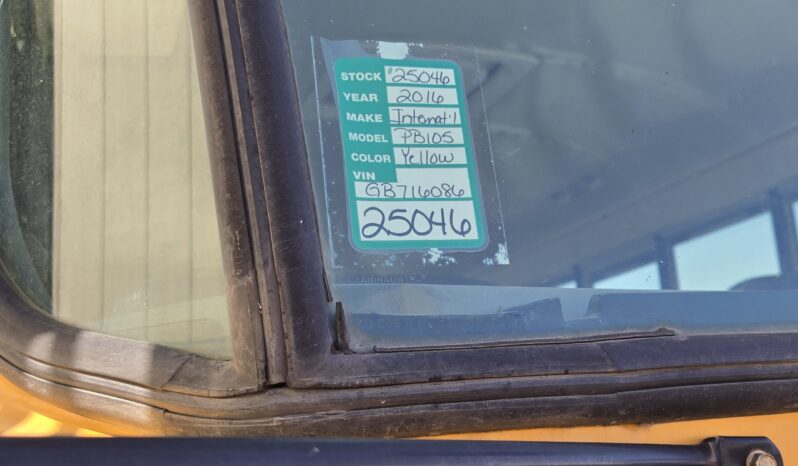 STOCK #25046
YEAR 2016
MAKE Internat'l
MODEL PB105
COLOR Yellow
VIN
GB716086
25046